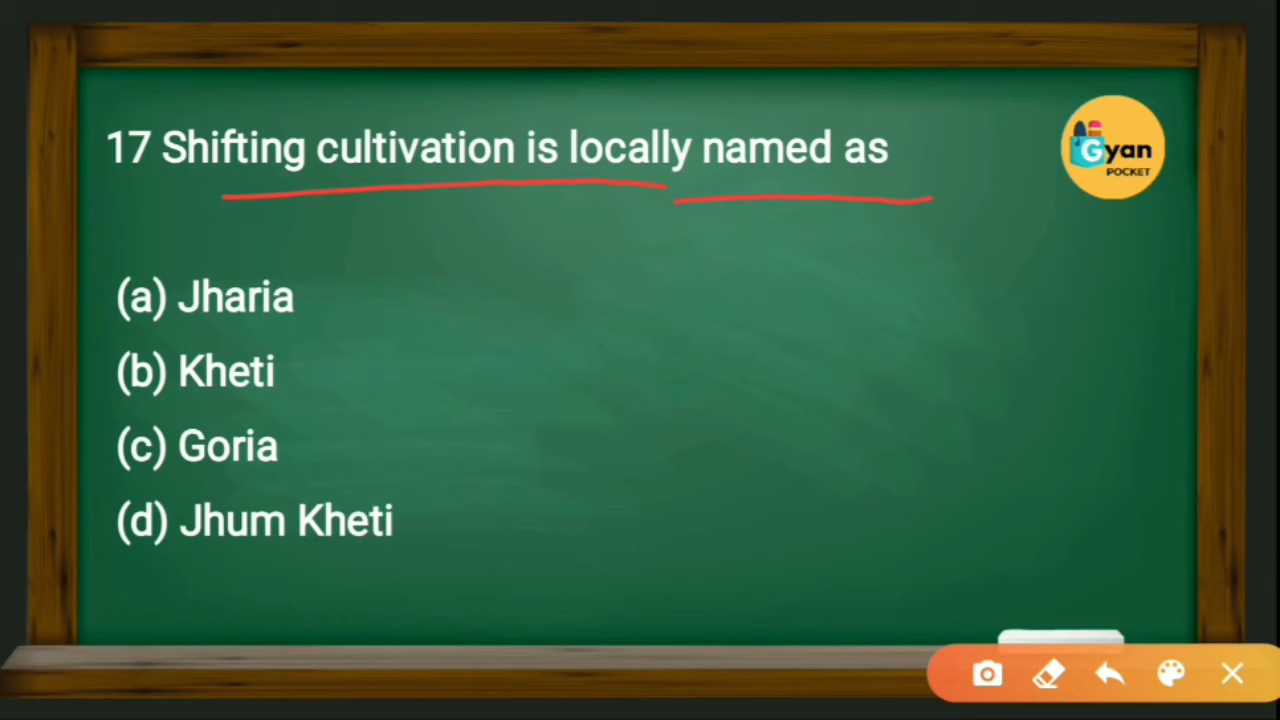 17 Shifting cultivation is locally named as
Gyan
POCKET
(a) Jharia
(b) Kheti
(c) Goria
(d) Jhum Kheti